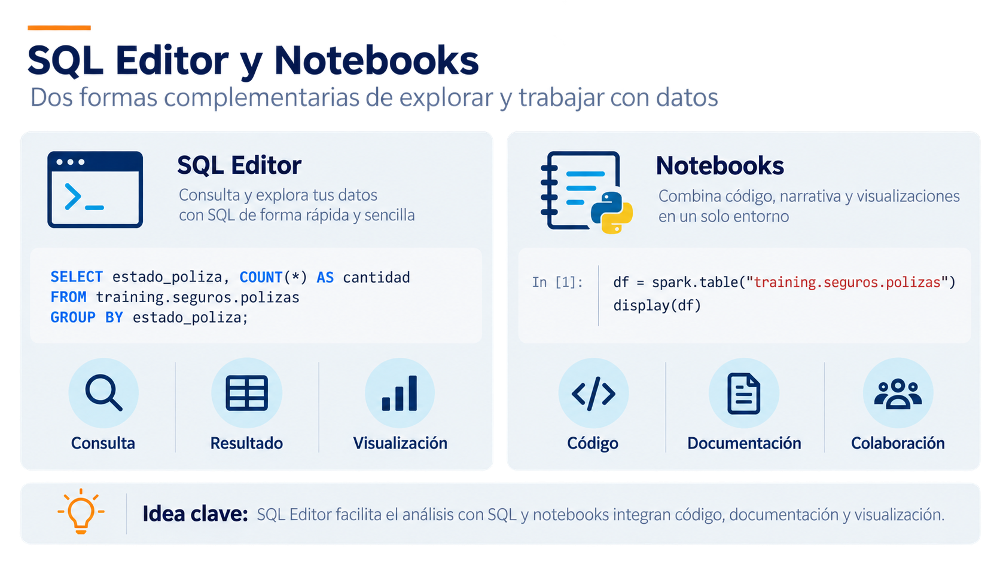 SQL Editor y Notebooks
Dos formas complementarias de explorar y trabajar con datos
SQL Editor
Consulta y explora tus datos
con SQL de forma rápida y sencilla
SELECT estado_poliza, COUNT(*) AS cantidad
FROM training.seguros.polizas
GROUP BY estado_poliza;
Consulta
Resultado
Visualización
Notebooks
Combina código, narrativa y visualizaciones
en un solo entorno
In [1]: df = spark.table("training.seguros.polizas")
display(df)
Código
Documentación
Colaboración
Idea clave: SQL Editor facilita el análisis con SQL y notebooks integran código, documentación y visualización.